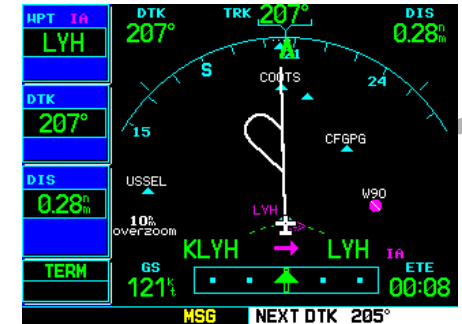 WPT IA
LYH
DTK
207°
DIS
0.28nm
TERM
DTK
207°
TRK 207°
DIS
0.28nm
S
21
24
15
COOTS
CFGPG
USSEL
W90
10nm
overzoom
LYH
KLYH → LYH IA
GS
121kt
ETE
00:08
MSG
NEXT DTK 205°